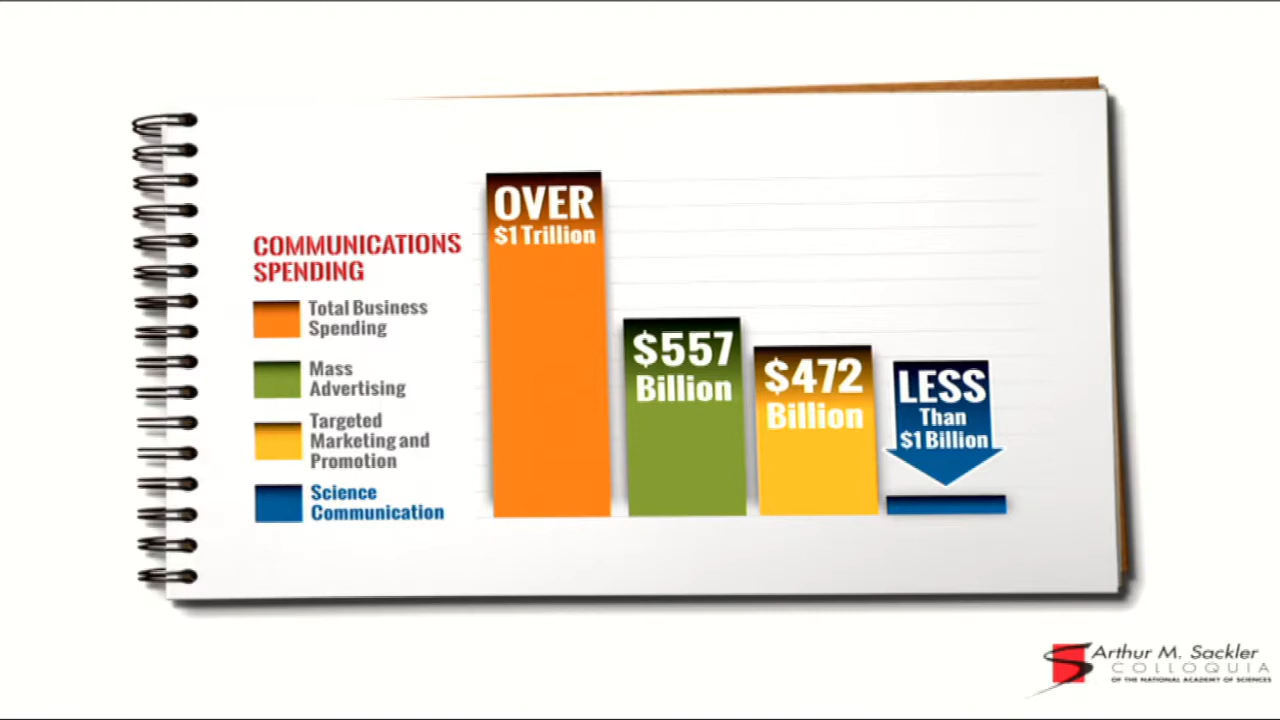 COMMUNICATIONS
SPENDING
Total Business
Spending
Mass
Advertising
Targeted
Marketing and
Promotion
Science
Communication
OVER
$1 Trillion
$557
Billion
$472
Billion
LESS
Than
$1 Billion
Arthur M. Sackler
COLLOQUIA
OF THE NATIONAL ACADEMY OF SCIENCES